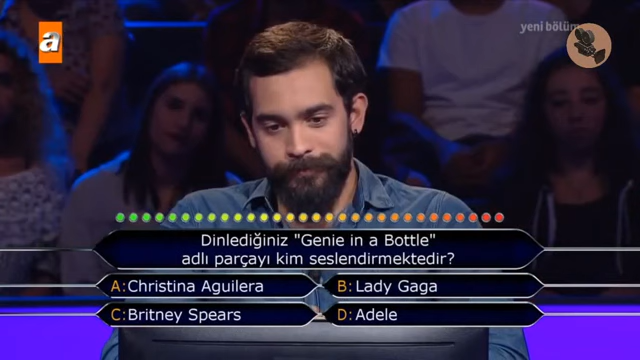 a
yeni bölüm
Dinlediğiniz "Genie in a Bottle"
adlı parçayı kim seslendirmektedir?
A:Christina Aguilera
B:Lady Gaga
C:Britney Spears
D:Adele